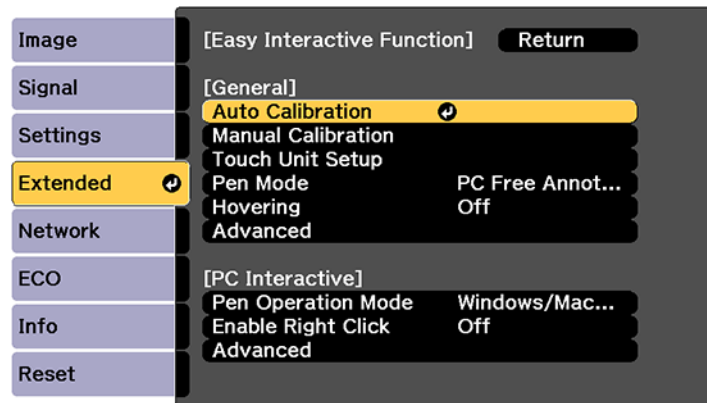 Image
Signal
Settings
Extended
Network
ECO
Info
Reset
[Easy Interactive Function] Return
[General]
Auto Calibration
Manual Calibration
Touch Unit Setup
Pen Mode PC Free Annot...
Hovering Off
Advanced
[PC Interactive]
Pen Operation Mode Windows/Mac...
Enable Right Click Off
Advanced